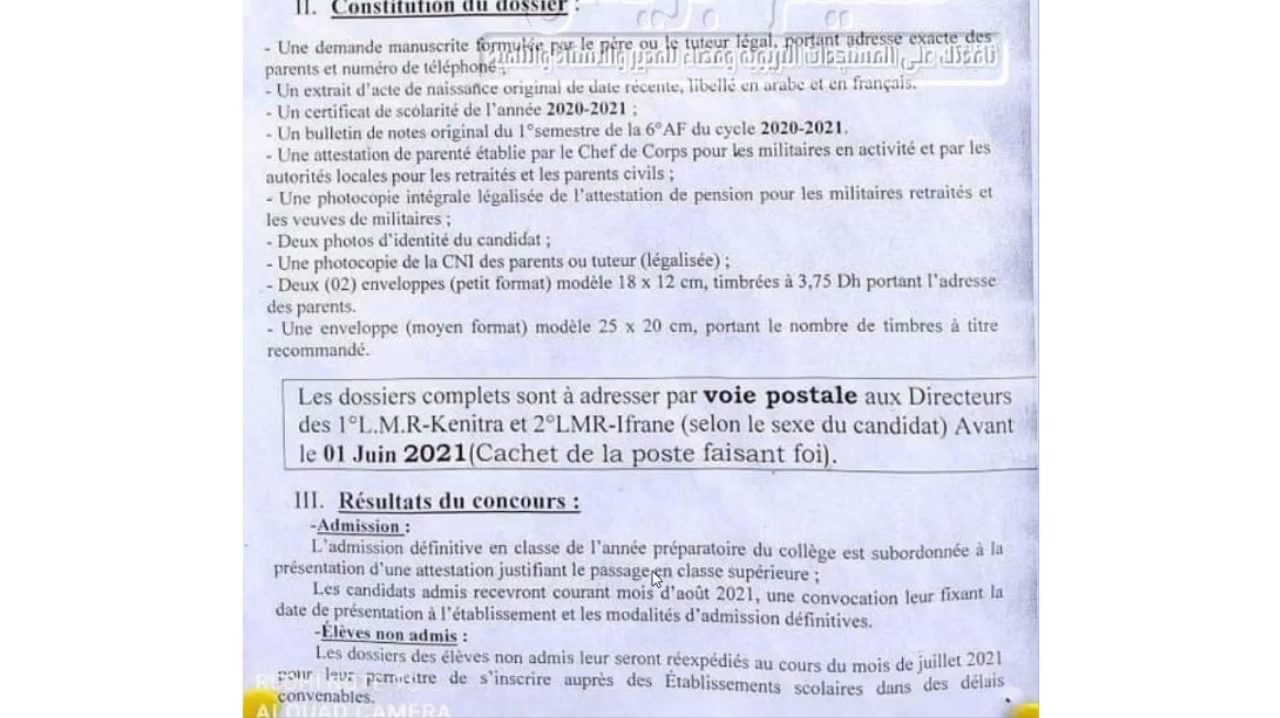 II. Constitution du dossier :
- Une demande manuscrite formulée par le père ou le tuteur légal, portant adresse exacte des
نافذتك على المستجدات التربوية وفضاء للمدير والأستاذ والتلميذ
parents et numéro de téléphone ;
- Un extrait d'acte de naissance original de date récente, libellé en arabe et en français.
- Un certificat de scolarité de l'année 2020-2021 ;
- Un bulletin de notes original du 1°semestre de la 6°AF du cycle 2020-2021.
- Une attestation de parenté établie par le Chef de Corps pour les militaires en activité et par les
autorités locales pour les retraités et les parents civils ;
- Une photocopie intégrale légalisée de l'attestation de pension pour les militaires retraités et
les veuves de militaires ;
- Deux photos d'identité du candidat ;
- Une photocopie de la CNI des parents ou tuteur (légalisée) ;
- Deux (02) enveloppes (petit format) modèle 18 x 12 cm, timbrées à 3,75 Dh portant l'adresse
des parents.
- Une enveloppe (moyen format) modèle 25 x 20 cm, portant le nombre de timbres à titre
recommandé.
Les dossiers complets sont à adresser par voie postale aux Directeurs
des 1°L.M.R-Kenitra et 2°LMR-Ifrane (selon le sexe du candidat) Avant
le 01 Juin 2021(Cachet de la poste faisant foi).
III. Résultats du concours :
-Admission :
L'admission définitive en classe de l'année préparatoire du collège est subordonnée à la
présentation d'une attestation justifiant le passage en classe supérieure ;
Les candidats admis recevront courant mois d'août 2021, une convocation leur fixant la
date de présentation à l'établissement et les modalités d'admission définitives.
-Élèves non admis :
Les dossiers des élèves non admis leur seront réexpédiés au cours du mois de juillet 2021
pour leur permettre de s'inscrire auprès des Établissements scolaires dans des délais
convenables.
AI QUAD CAMERA